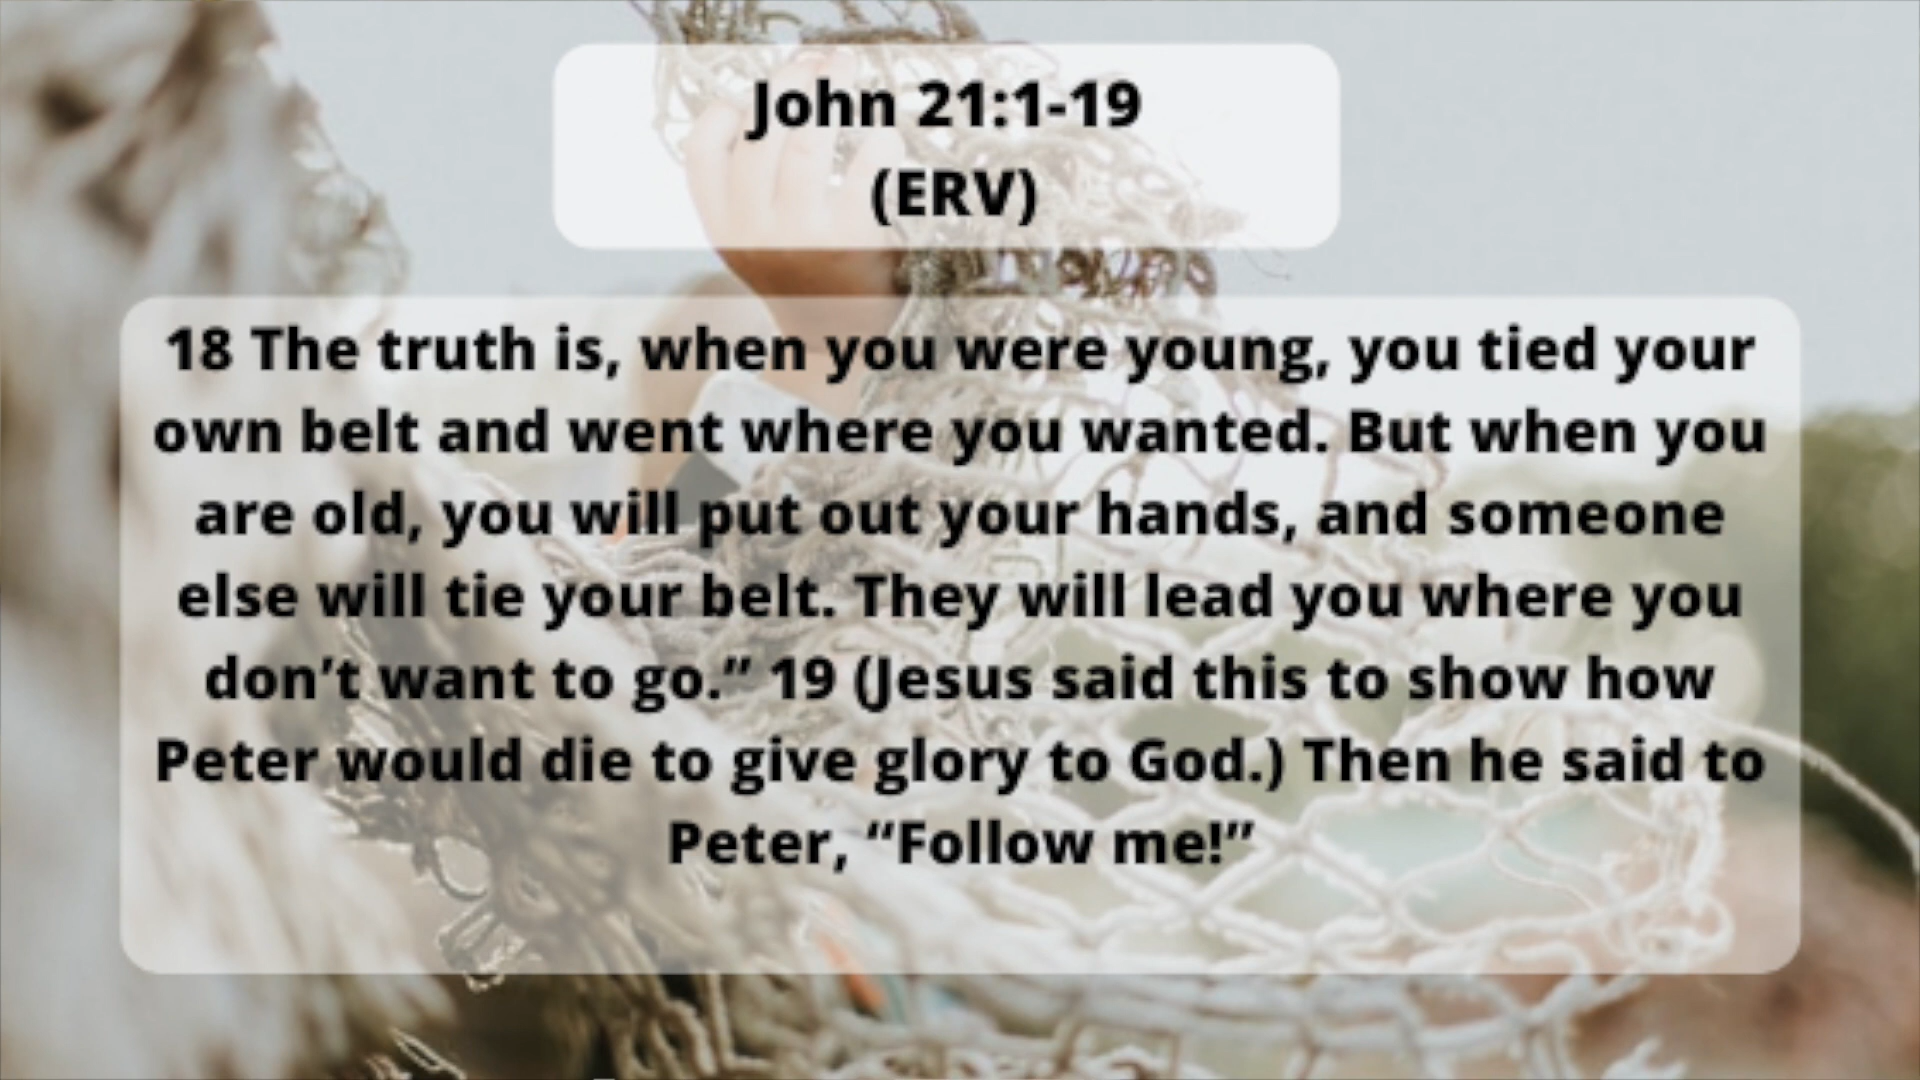 John 21:1-19
(ERV)
18 The truth is, when you were young, you tied your
own belt and went where you wanted. But when you
are old, you will put out your hands, and someone
else will tie your belt. They will lead you where you
don’t want to go.” 19 (Jesus said this to show how
Peter would die to give glory to God.) Then he said to
Peter, “Follow me!”